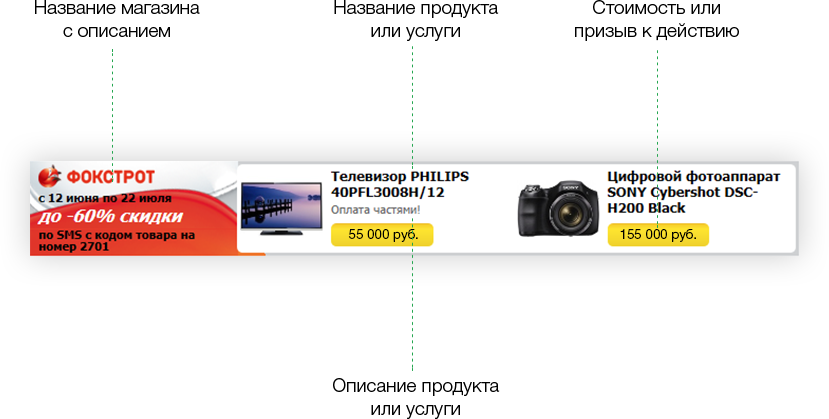 Название магазина
с описанием
Название продукта
или услуги
Стоимость или
призыв к действию
ФОКСТРОТ
с 12 июня по 22 июля
до -60% скидки
по SMS с кодом товара на
номер 2701
Телевизор PHILIPS
40PFL3008H/12
Оплата частями!
55 000 руб.
SONY
Цифровой фотоаппарат
SONY Cybershot DSC-
H200 Black
155 000 руб.
Описание продукта
или услуги